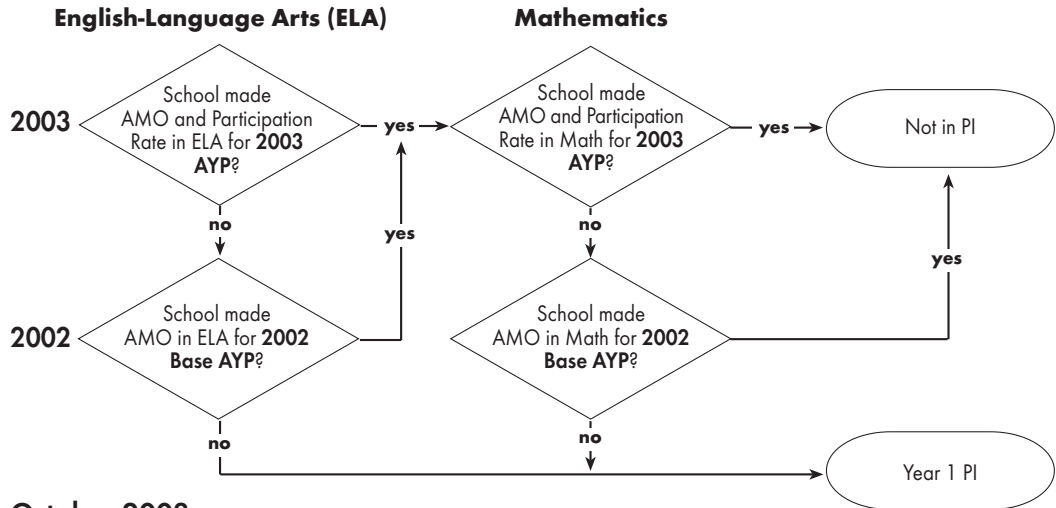 English-Language Arts (ELA)
Mathematics
2003
School made
AMO and Participation
Rate in ELA for 2003
AYP?
yes
School made
AMO and Participation
Rate in Math for 2003
AYP?
yes
Not in PI
no
yes
no
yes
2002
School made
AMO in ELA for 2002
Base AYP?
School made
AMO in Math for 2002
Base AYP?
no
no
Year 1 PI